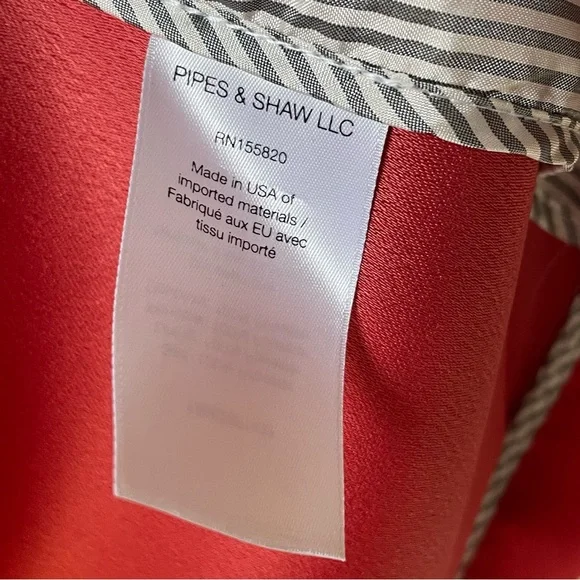 PIPES & SHAW LLC
RN155820
Made in USA of
imported materials /
Fabriqué aux EU avec
tissu importé